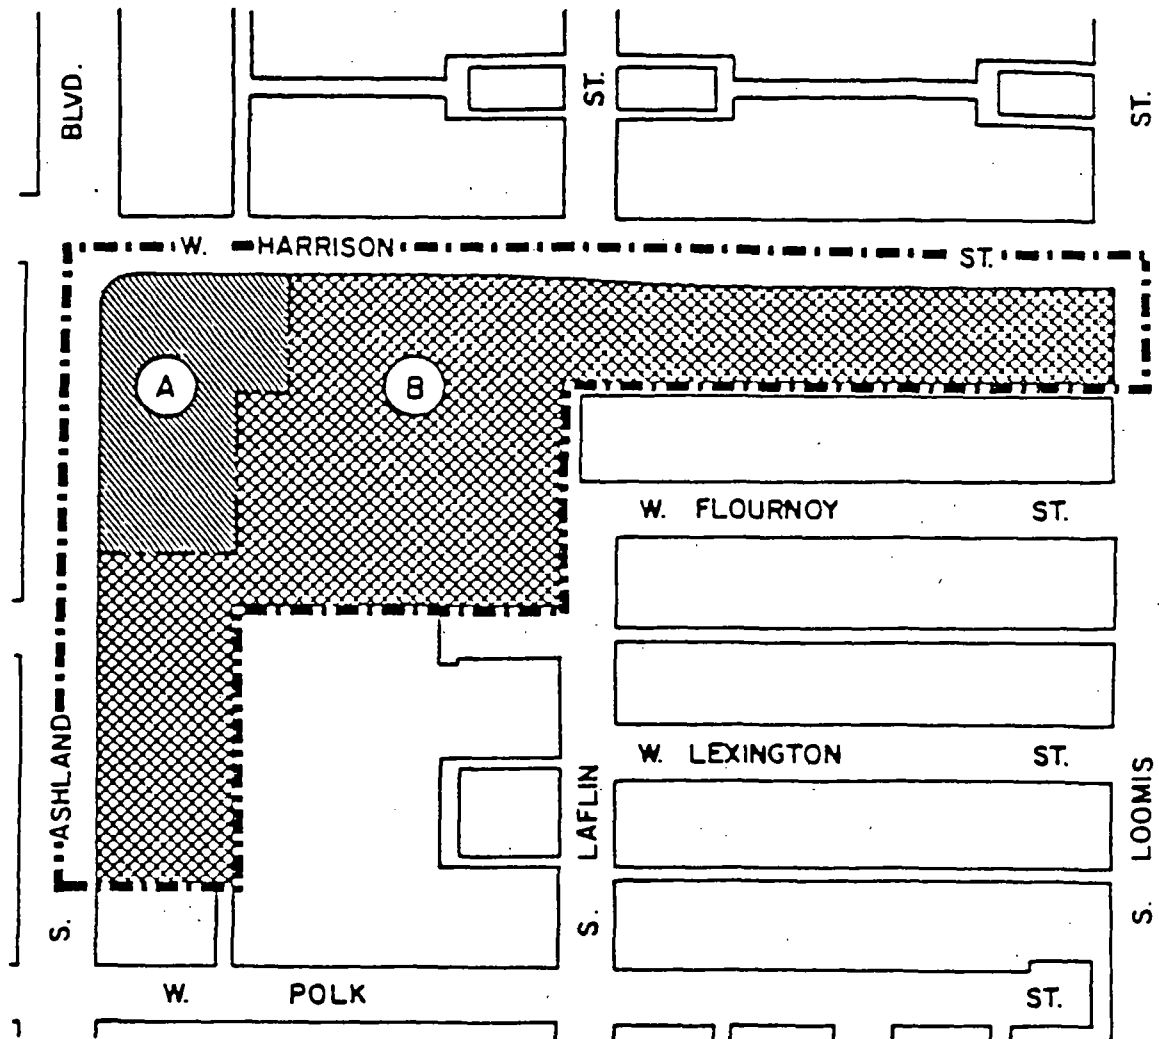 BLVD.
ST.
ST.
W. HARRISON ST.
A
B
W. FLOURNOY ST.
W. LEXINGTON ST.
S. ASHLAND
S. LAFLIN
S. LOOMIS
W. POLK ST.